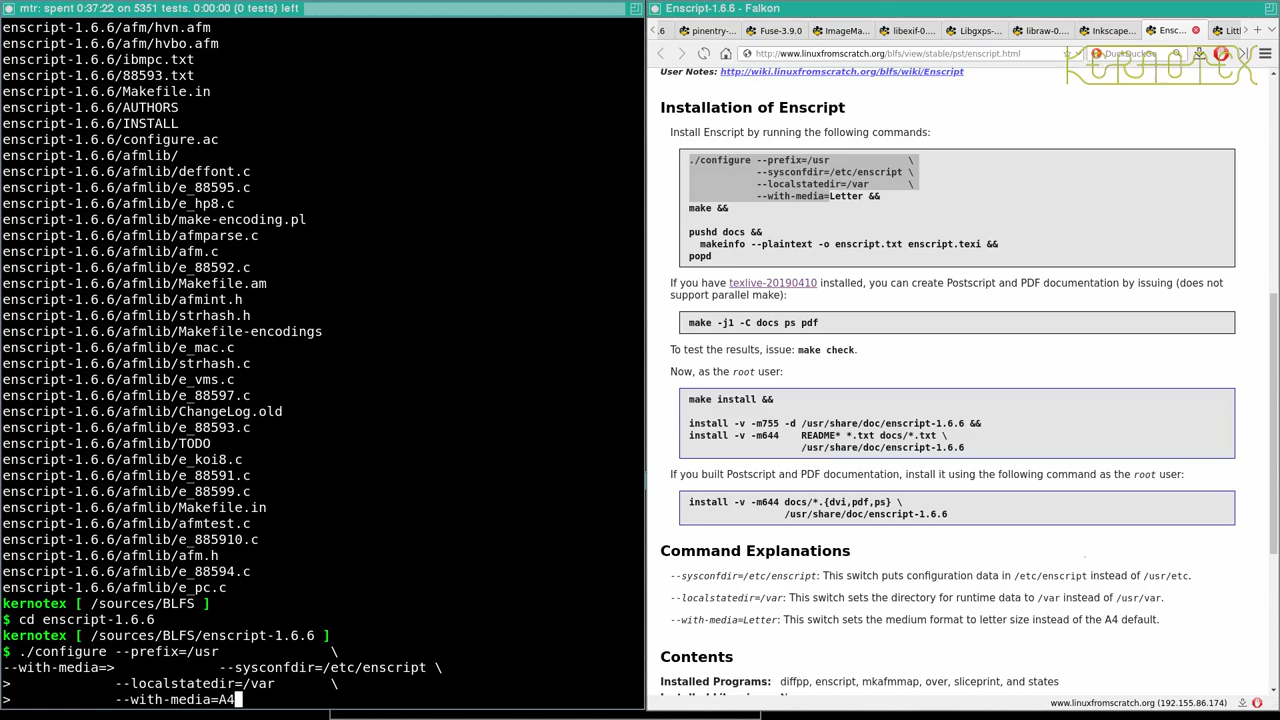 mtr: spent 0:37:22 on 5351 tests. 0:00:00 (0 tests) left
enscript-1.6.6/afm/hvn.afm
enscript-1.6.6/afm/hvbo.afm
enscript-1.6.6/ibmpc.txt
enscript-1.6.6/88593.txt
enscript-1.6.6/Makefile.in
enscript-1.6.6/AUTHORS
enscript-1.6.6/INSTALL
enscript-1.6.6/configure.ac
enscript-1.6.6/afmlib/
enscript-1.6.6/afmlib/deffont.c
enscript-1.6.6/afmlib/e_88595.c
enscript-1.6.6/afmlib/e_hp8.c
enscript-1.6.6/afmlib/make-encoding.pl
enscript-1.6.6/afmlib/afmparse.c
enscript-1.6.6/afmlib/afm.c
enscript-1.6.6/afmlib/e_88592.c
enscript-1.6.6/afmlib/Makefile.am
enscript-1.6.6/afmlib/afmint.h
enscript-1.6.6/afmlib/strhash.h
enscript-1.6.6/afmlib/Makefile-encodings
enscript-1.6.6/afmlib/e_mac.c
enscript-1.6.6/afmlib/strhash.c
enscript-1.6.6/afmlib/e_vms.c
enscript-1.6.6/afmlib/e_88597.c
enscript-1.6.6/afmlib/ChangeLog.old
enscript-1.6.6/afmlib/e_88593.c
enscript-1.6.6/afmlib/TODO
enscript-1.6.6/afmlib/e_koi8.c
enscript-1.6.6/afmlib/e_88591.c
enscript-1.6.6/afmlib/e_88599.c
enscript-1.6.6/afmlib/Makefile.in
enscript-1.6.6/afmlib/afmtest.c
enscript-1.6.6/afmlib/e_885910.c
enscript-1.6.6/afmlib/afm.h
enscript-1.6.6/afmlib/e_88594.c
enscript-1.6.6/afmlib/e_pc.c
kernotex [ /sources/BLFS ]
$ cd enscript-1.6.6
kernotex [ /sources/BLFS/enscript-1.6.6 ]
$ ./configure --prefix=/usr \
--with-media=> --sysconfdir=/etc/enscript \
> --localstatedir=/var \
> --with-media=A4
Enscript-1.6.6 - Falkon
.6 pinentry-... Fuse-3.9.0 ImageMa... libexif-0.... Libgxps-... libraw-0.... Inkscape... Ensc... Littl
http://www.linuxfromscratch.org/blfs/view/stable/pst/enscript.html
DuckDuckGo
KERNOTEX
User Notes: http://wiki.linuxfromscratch.org/blfs/wiki/Enscript
Installation of Enscript
Install Enscript by running the following commands:
./configure --prefix=/usr \
--sysconfdir=/etc/enscript \
--localstatedir=/var \
--with-media=Letter &&
make &&
pushd docs &&
makeinfo --plaintext -o enscript.txt enscript.texi &&
popd
If you have texlive-20190410 installed, you can create Postscript and PDF documentation by issuing (does not
support parallel make):
make -j1 -C docs ps pdf
To test the results, issue: make check.
Now, as the root user:
make install &&
install -v -m755 -d /usr/share/doc/enscript-1.6.6 &&
install -v -m644 README* *.txt docs/*.txt \
/usr/share/doc/enscript-1.6.6
If you built Postscript and PDF documentation, install it using the following command as the root user:
install -v -m644 docs/*.{dvi,pdf,ps} \
/usr/share/doc/enscript-1.6.6
Command Explanations
--sysconfdir=/etc/enscript: This switch puts configuration data in /etc/enscript instead of /usr/etc.
--localstatedir=/var: This switch sets the directory for runtime data to /var instead of /usr/var.
--with-media=Letter: This switch sets the medium format to letter size instead of the A4 default.
Contents
Installed Programs: diffpp, enscript, mkafmmap, over, sliceprint, and states
www.linuxfromscratch.org (192.155.86.174)